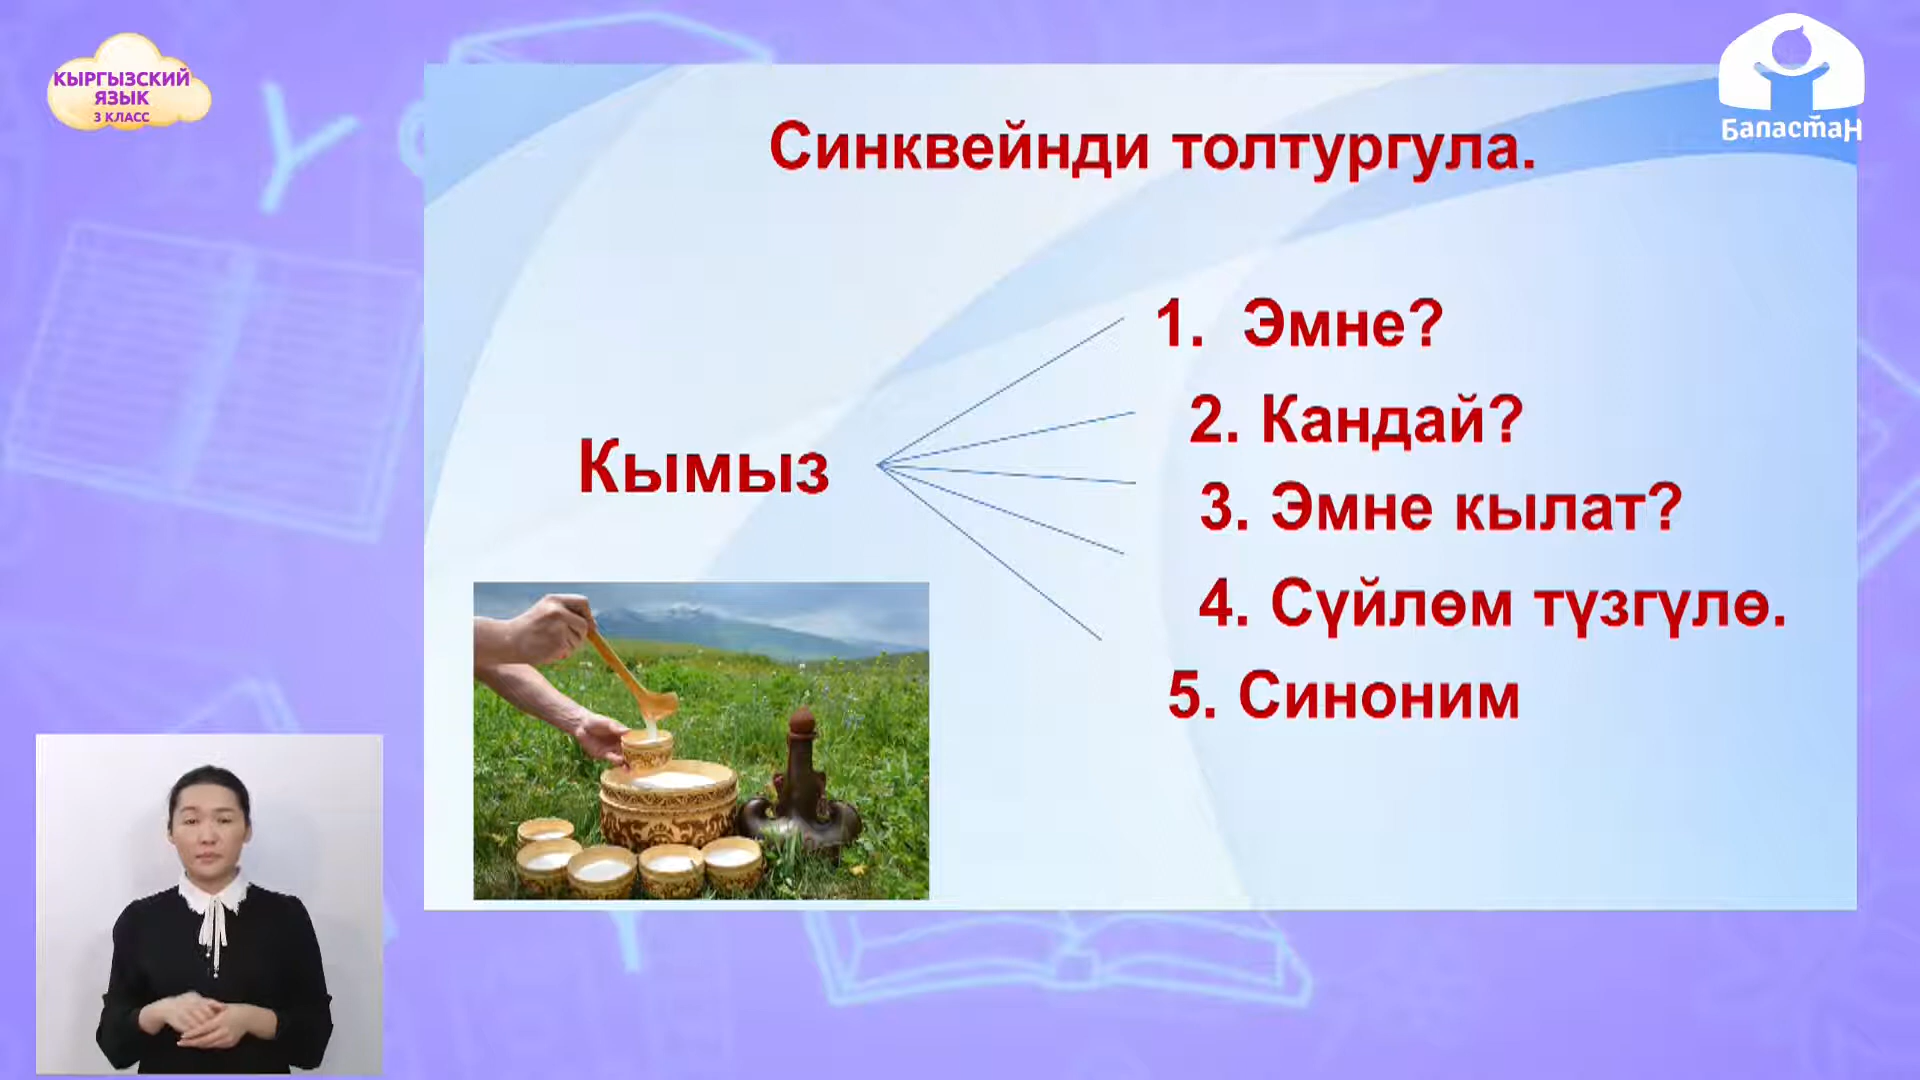 КЫРГЫЗСКИЙ
ЯЗЫК
3 КЛАСС
Баластан
Синквейнди толтургула.
Кымыз
1. Эмне?
2. Кандай?
3. Эмне кылат?
4. Сүйлөм түзгүлө.
5. Синоним